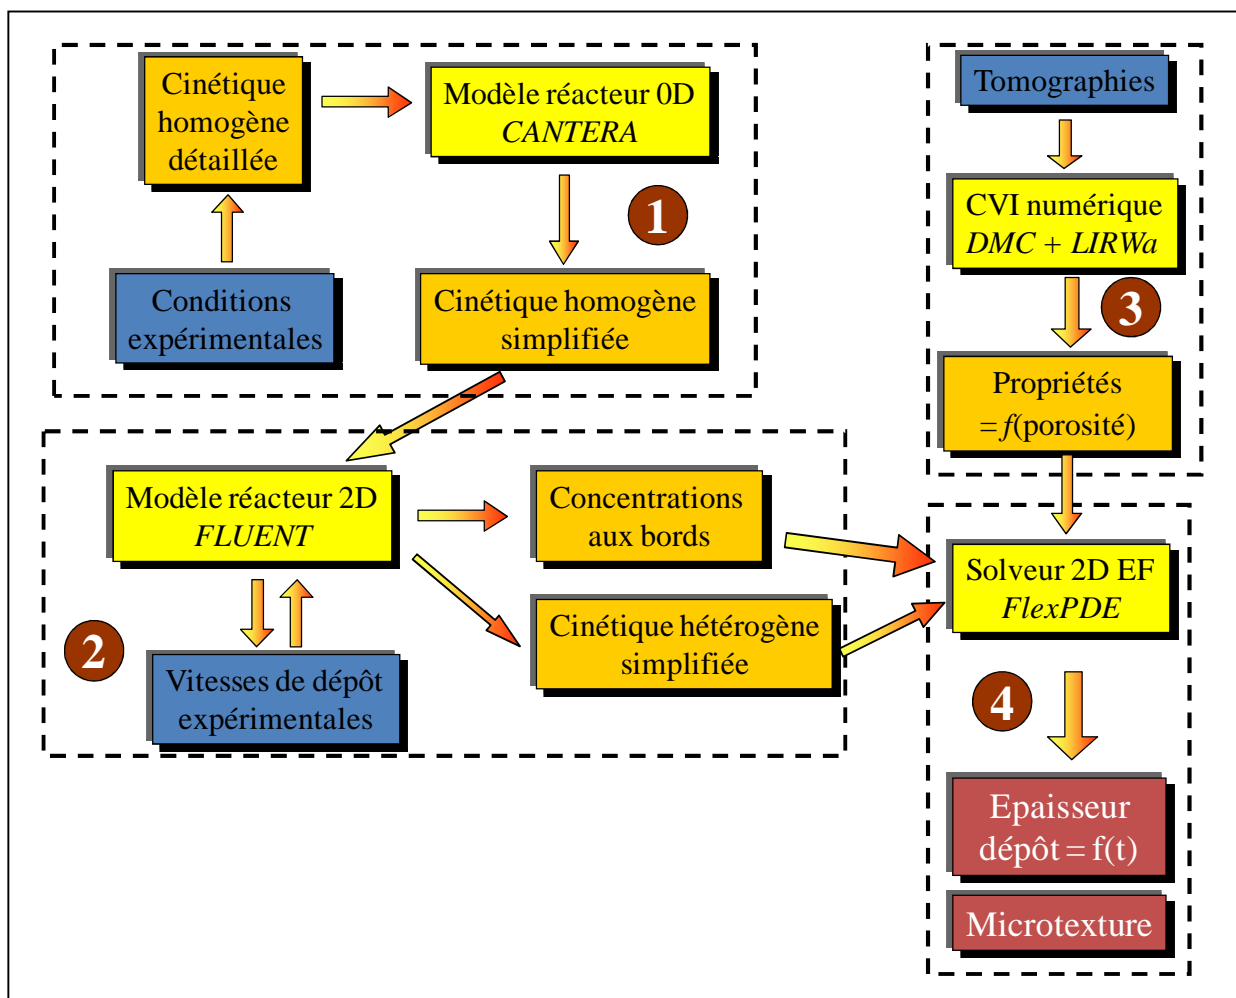 Cinétique
homogène
détaillée
Modèle réacteur 0D
CANTERA
1
Conditions
expérimentales
Cinétique homogène
simplifiée
Modèle réacteur 2D
FLUENT
Concentrations
aux bords
2
Cinétique hétérogène
simplifiée
Vitesses de dépôt
expérimentales
Tomographies
CVI numérique
DMC + LIRWa
3
Propriétés
= f(porosité)
Solveur 2D EF
FlexPDE
4
Epaisseur
dépôt = f(t)
Microtexture